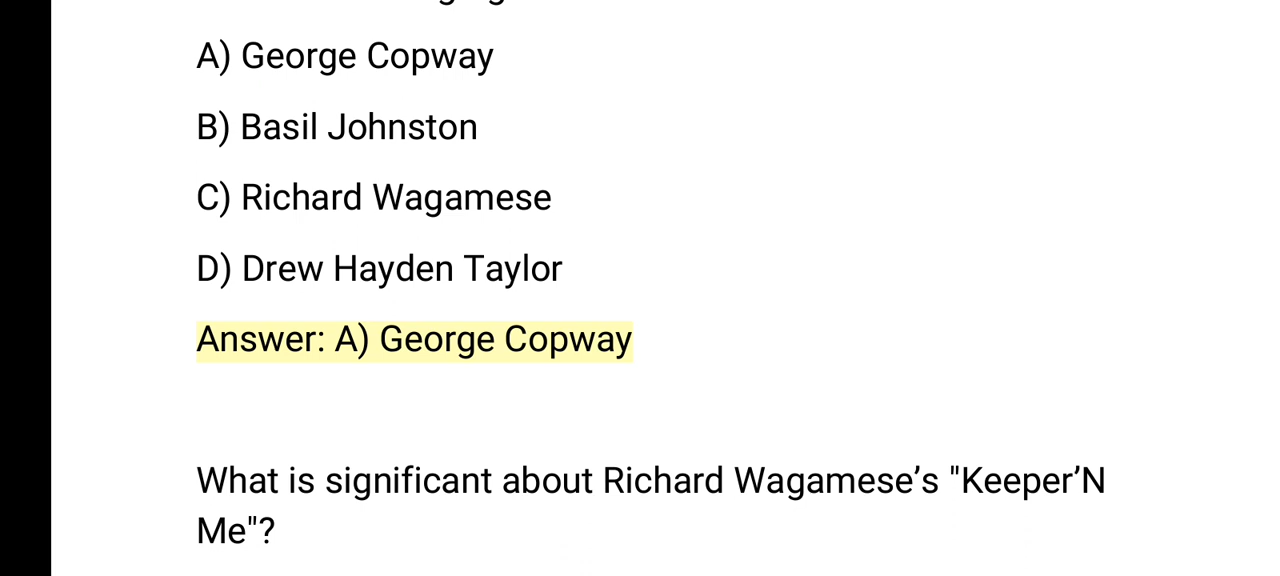 A) George Copway
B) Basil Johnston
C) Richard Wagamese
D) Drew Hayden Taylor
Answer: A) George Copway
What is significant about Richard Wagamese’s "Keeper’N
Me"?